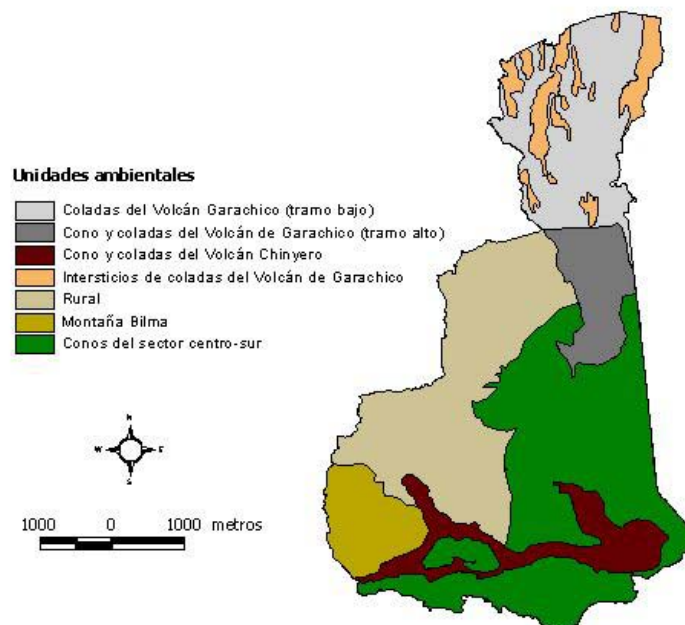 Unidades ambientales
Coladas del Volcán Garachico (tramo bajo)
Cono y coladas del Volcán de Garachico (tramo alto)
Cono y coladas del Volcán Chinyero
Intersticios de coladas del Volcán de Garachico
Rural
Montaña Bilma
Conos del sector centro-sur
N
W E
S
1000 0 1000 metros